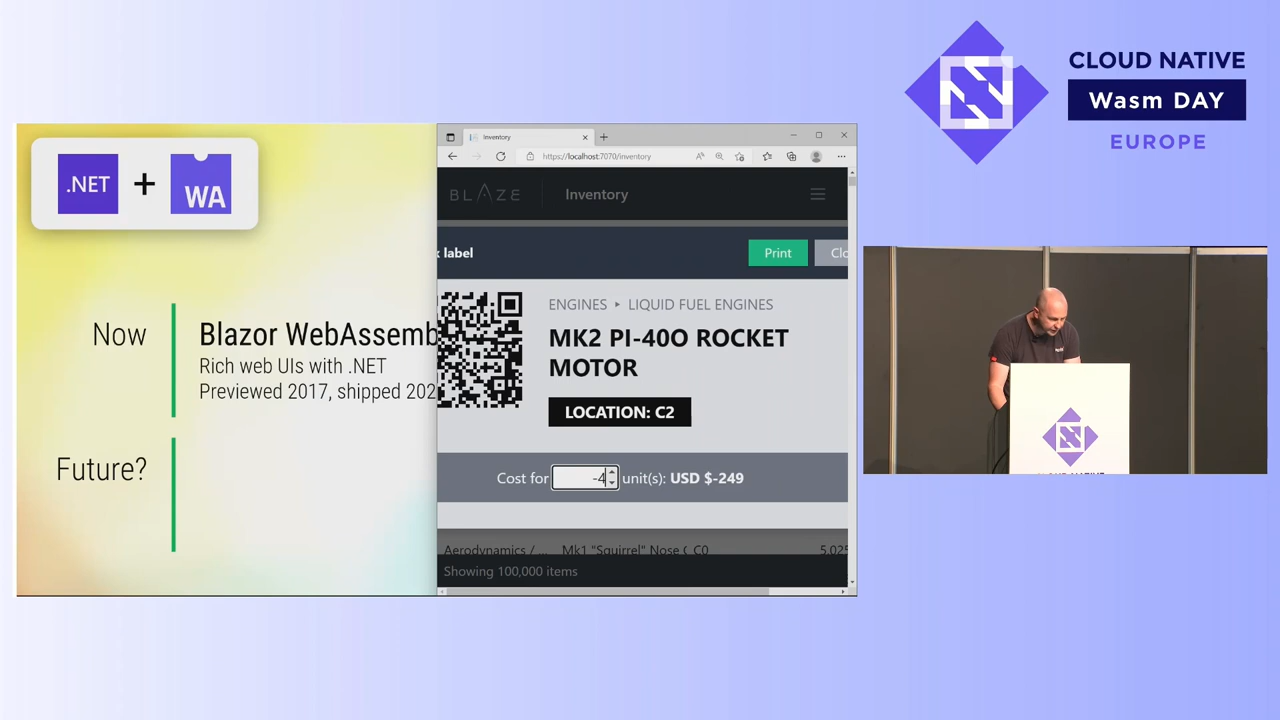 CLOUD NATIVE
Wasm DAY
EUROPE
.NET + WA
Now
Blazor WebAssemb
Rich web UIs with .NET
Previewed 2017, shipped 202
Future?
Inventory
https://localhost:7070/inventory
BLAZE
Inventory
label
Print
Clo
ENGINES ▸ LIQUID FUEL ENGINES
MK2 PI-40O ROCKET
MOTOR
LOCATION: C2
Cost for -4 unit(s): USD $-249
Aerodynamics /... Mk1 "Squirrel" Nose C C0 5,025
Showing 100,000 items